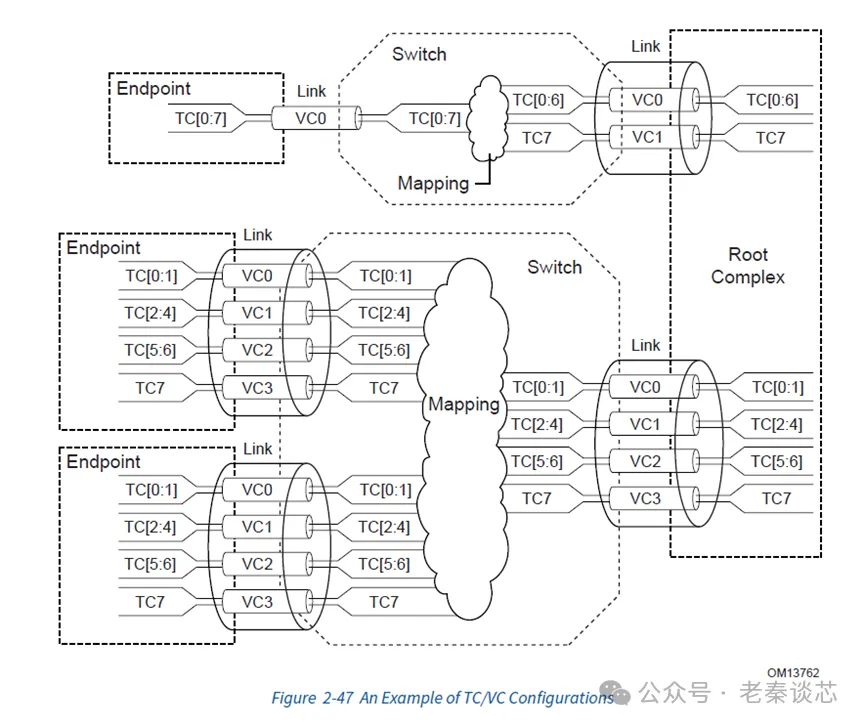 Switch
Link
Endpoint
Link
TC[0:7] VC0 TC[0:7] TC[0:6] VC0 TC[0:6]
TC7 VC1 TC7
Mapping
Endpoint
Link
Switch
Root
Complex
TC[0:1] VC0 TC[0:1]
TC[2:4] VC1 TC[2:4]
TC[5:6] VC2 TC[5:6]
TC7 VC3 TC7
Link
Mapping
TC[0:1] VC0 TC[0:1]
TC[2:4] VC1 TC[2:4]
TC[5:6] VC2 TC[5:6]
TC7 VC3 TC7
Endpoint
Link
TC[0:1] VC0 TC[0:1]
TC[2:4] VC1 TC[2:4]
TC[5:6] VC2 TC[5:6]
TC7 VC3 TC7
OM13762
Figure 2-47 An Example of TC/VC Configurations
公众号 · 老秦谈芯